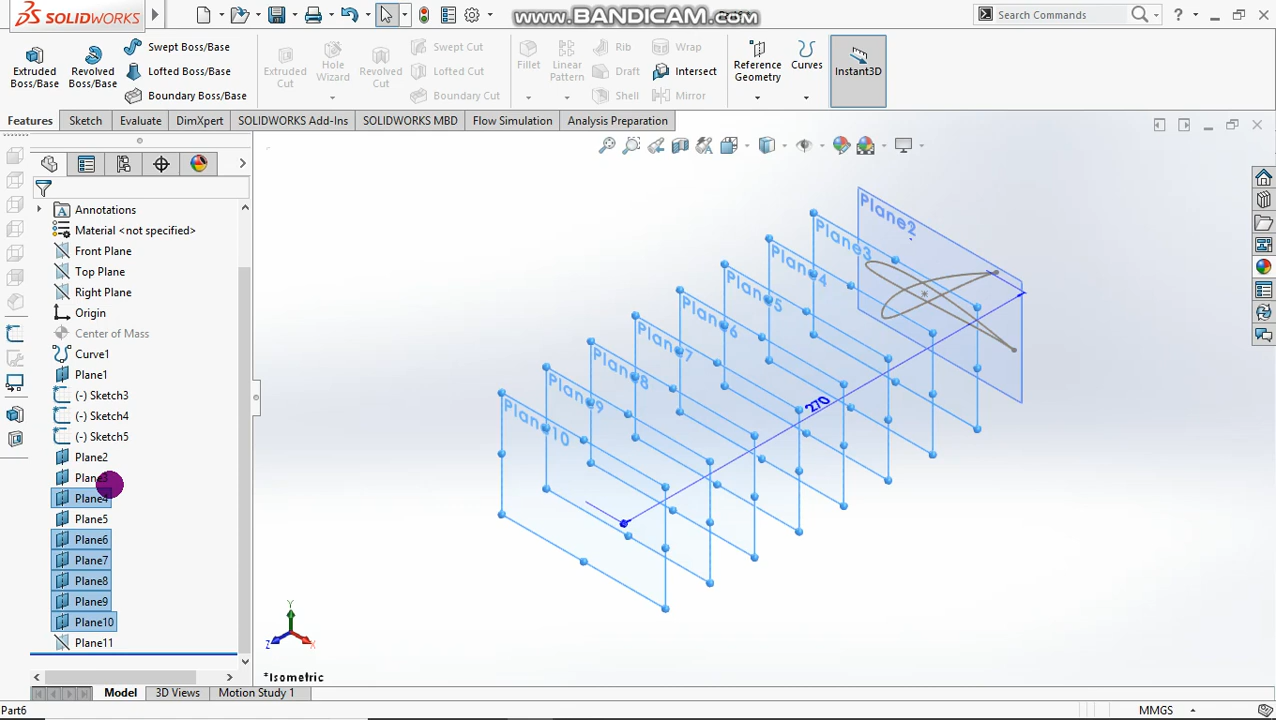 SOLIDWORKS
www.BANDICAM.com
Search Commands
?
Extruded Boss/Base
Revolved Boss/Base
Swept Boss/Base
Lofted Boss/Base
Boundary Boss/Base
Extruded Cut
Hole Wizard
Revolved Cut
Swept Cut
Lofted Cut
Boundary Cut
Fillet
Linear Pattern
Rib
Draft
Shell
Wrap
Intersect
Mirror
Reference Geometry
Curves
Instant3D
Features
Sketch
Evaluate
DimXpert
SOLIDWORKS Add-Ins
SOLIDWORKS MBD
Flow Simulation
Analysis Preparation
Annotations
Material <not specified>
Front Plane
Top Plane
Right Plane
Origin
Center of Mass
Curve1
Plane1
(-) Sketch3
(-) Sketch4
(-) Sketch5
Plane2
Plane3
Plane4
Plane5
Plane6
Plane7
Plane8
Plane9
Plane10
Plane11
Plane2
Plane3
Plane4
Plane5
Plane6
Plane7
Plane8
Plane9
Plane10
270
Y
Z
X
*Isometric
Model
3D Views
Motion Study 1
Part6
MMGS